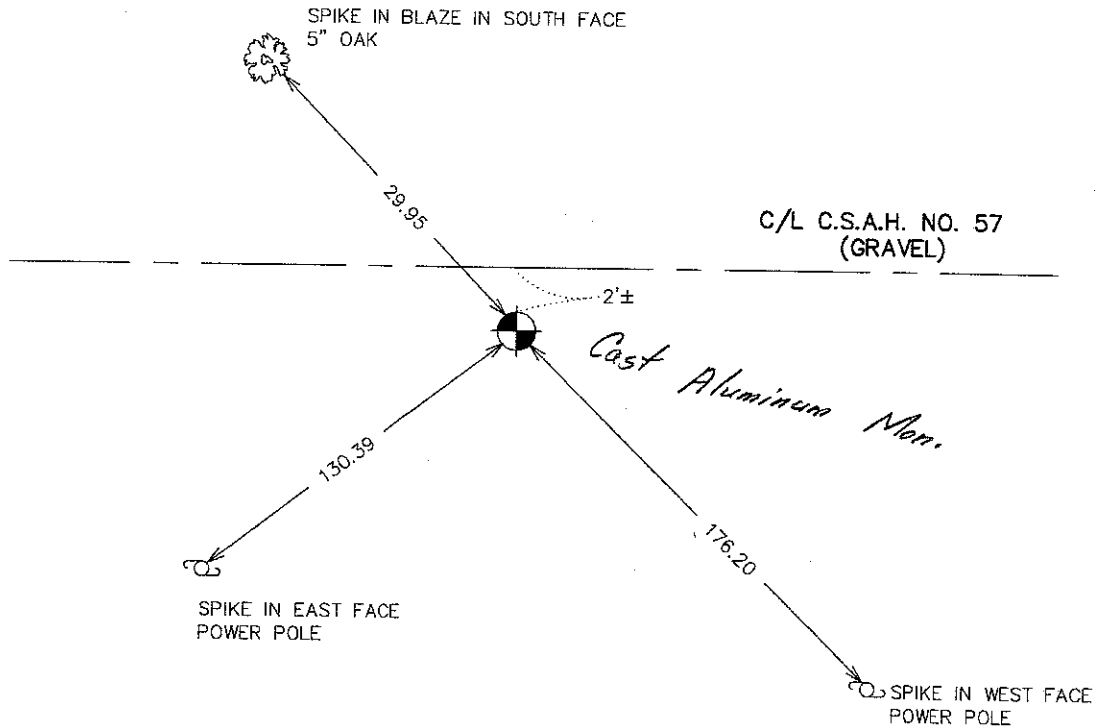 SPIKE IN BLAZE IN SOUTH FACE
5" OAK
29.95
C/L C.S.A.H. NO. 57
(GRAVEL)
2'±
Cast Aluminum Mon.
130.39
176.20
SPIKE IN EAST FACE
POWER POLE
SPIKE IN WEST FACE
POWER POLE